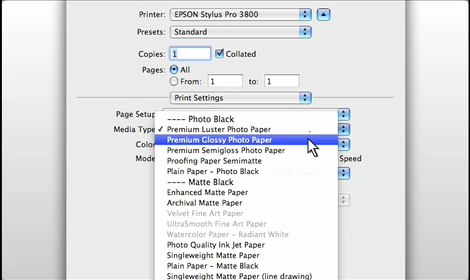 Printer: EPSON Stylus Pro 3800
Presets: Standard
Copies: 1 Collated
Pages: All
From: 1 to: 1
Print Settings
Page Setup
---- Photo Black
Media Type ✓ Premium Luster Photo Paper
Premium Glossy Photo Paper
Color
Premium Semigloss Photo Paper
Mode Proofing Paper Semimatte Speed
Plain Paper - Photo Black
---- Matte Black
Enhanced Matte Paper
Archival Matte Paper
Velvet Fine Art Paper
UltraSmooth Fine Art Paper
Watercolor Paper - Radiant White
Photo Quality Ink Jet Paper
Singleweight Matte Paper
Plain Paper - Matte Black
Singleweight Matte Paper (line drawing)